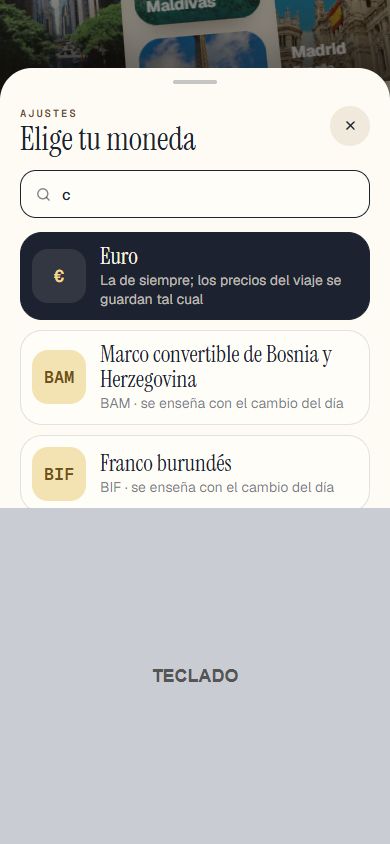 Maldivas
Madrid
AJUSTES
Elige tu moneda
×
c
€
Euro
La de siempre; los precios del viaje se
guardan tal cual
BAM
Marco convertible de Bosnia y
Herzegovina
BAM · se enseña con el cambio del día
BIF
Franco burundés
BIF · se enseña con el cambio del día
TECLADO